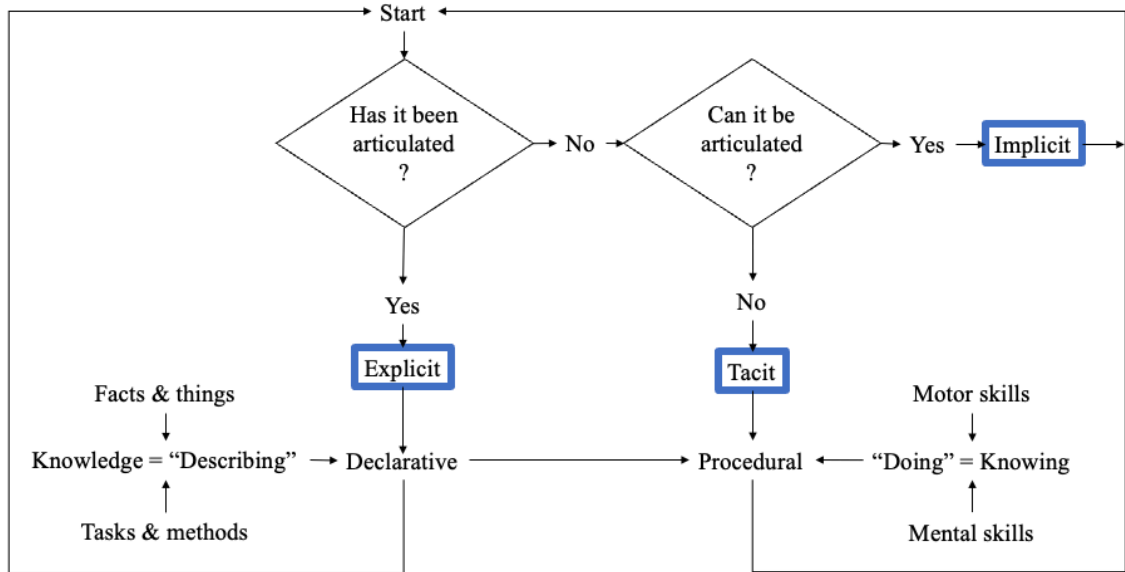 Start
Has it been
articulated
?
No
Can it be
articulated
?
Yes
Implicit
Yes
No
Explicit
Tacit
Facts & things
Motor skills
Knowledge = “Describing”
Declarative
Procedural
“Doing” = Knowing
Tasks & methods
Mental skills